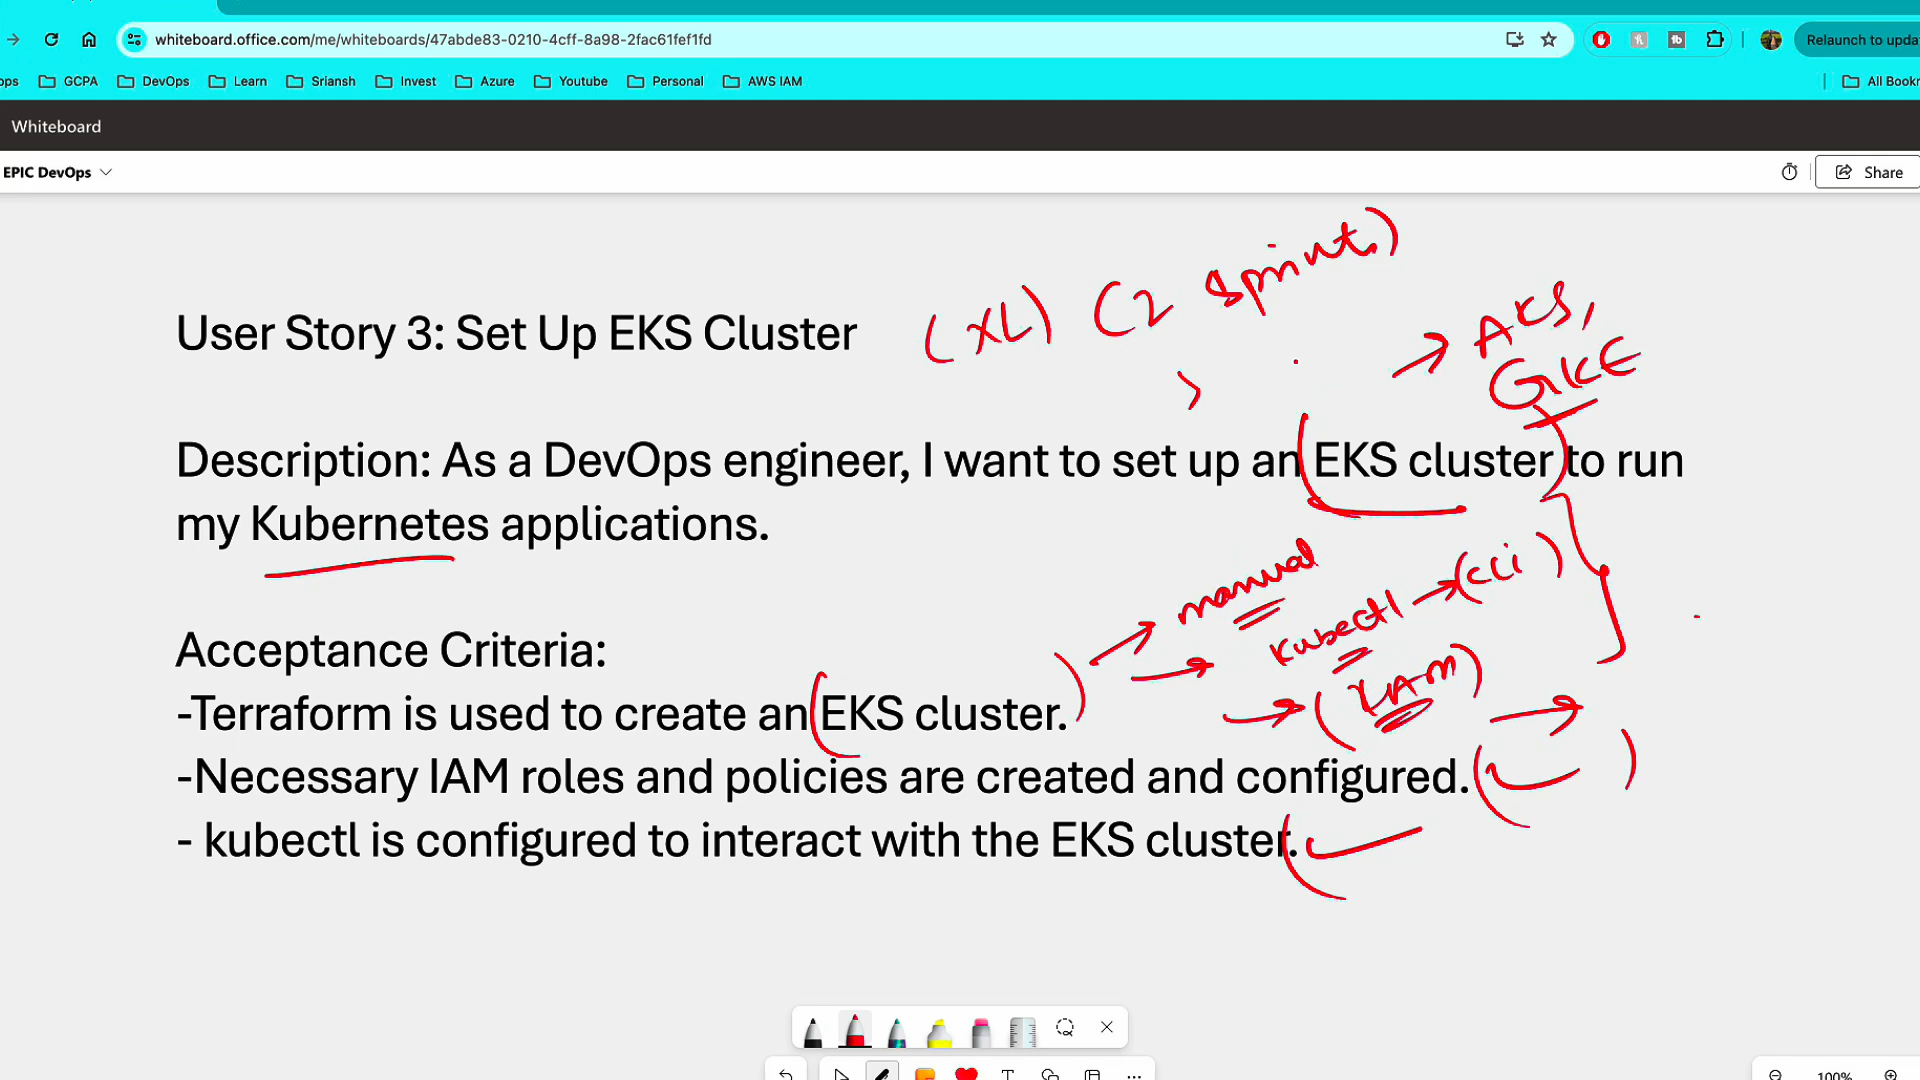 whiteboard.office.com/me/whiteboards/47abde83-0210-4cff-8a98-2fac61fef1fd
Relaunch to upda
ops GCPA DevOps Learn Sriansh Invest Azure Youtube Personal AWS IAM All Bookr
Whiteboard
EPIC DevOps
Share
User Story 3: Set Up EKS Cluster (XL) (2 Sprints)
→ AKS,
GKE
Description: As a DevOps engineer, I want to set up an (EKS cluster) to run
my Kubernetes applications.
→ manual
→ Kubectl → (CLI)
→ (IAM) →
Acceptance Criteria:
-Terraform is used to create an (EKS cluster.)
-Necessary IAM roles and policies are created and configured. ( )
- kubectl is configured to interact with the EKS cluster. (
100%